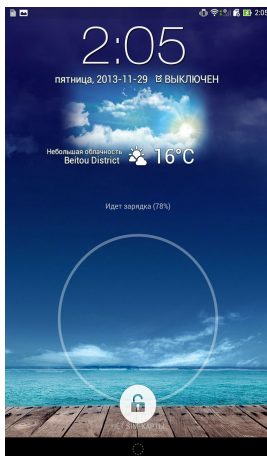 2:05
2:05
пятница, 2013-11-29 ВЫКЛЮЧЕН
Небольшая облачность
Beitou District
16°C
Идет зарядка (78%)
НЕТ SIM-КАРТЫ